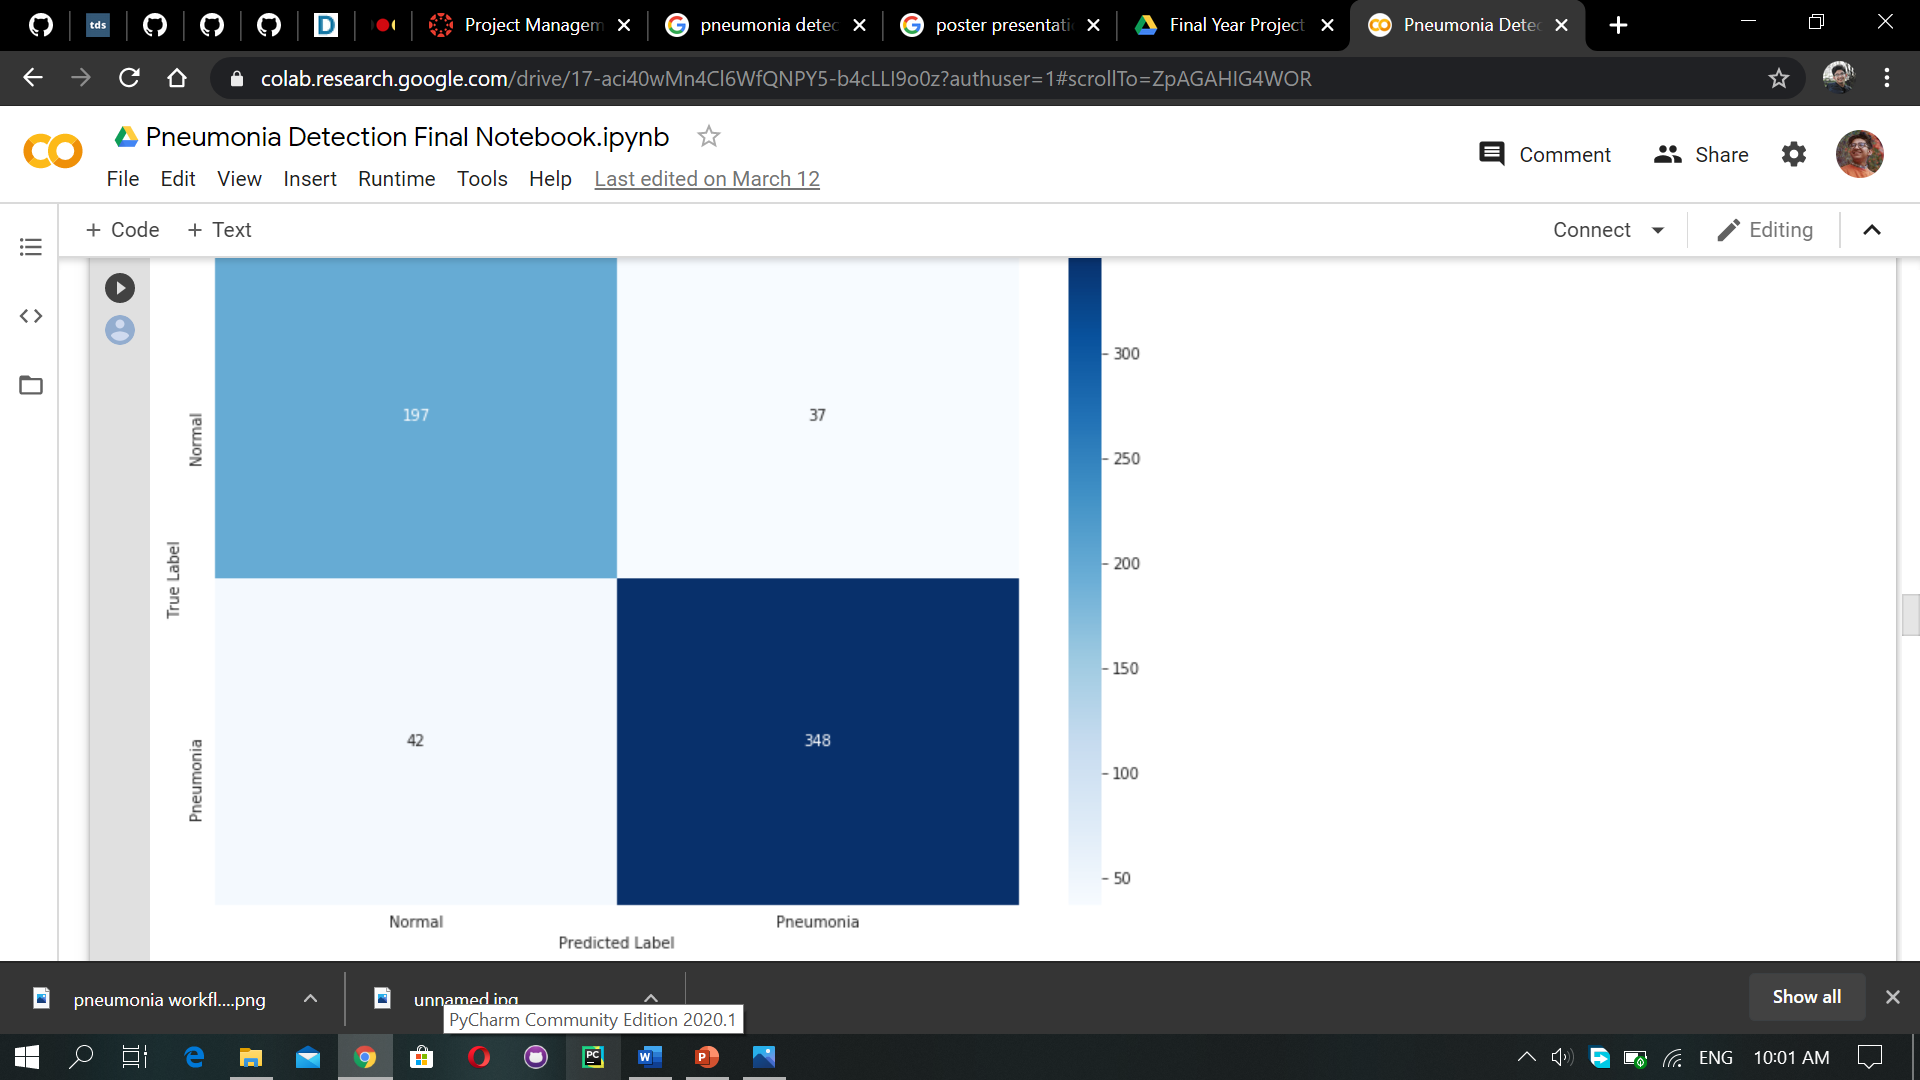 tds
D
Project Managem
pneumonia detec
poster presentati
Final Year Project
Pneumonia Detec
colab.research.google.com/drive/17-aci40wMn4Cl6WfQNPY5-b4cLLI9o0z?authuser=1#scrollTo=ZpAGAHIG4WOR
Pneumonia Detection Final Notebook.ipynb
Comment
Share
File Edit View Insert Runtime Tools Help Last edited on March 12
+ Code + Text
Connect
Editing
197
37
Normal
True Label
42
348
Pneumonia
Normal
Pneumonia
Predicted Label
300
250
200
150
100
50
pneumonia workfl....png
unnamed.jpg
Show all
PyCharm Community Edition 2020.1
PC
W
P
ENG
10:01 AM